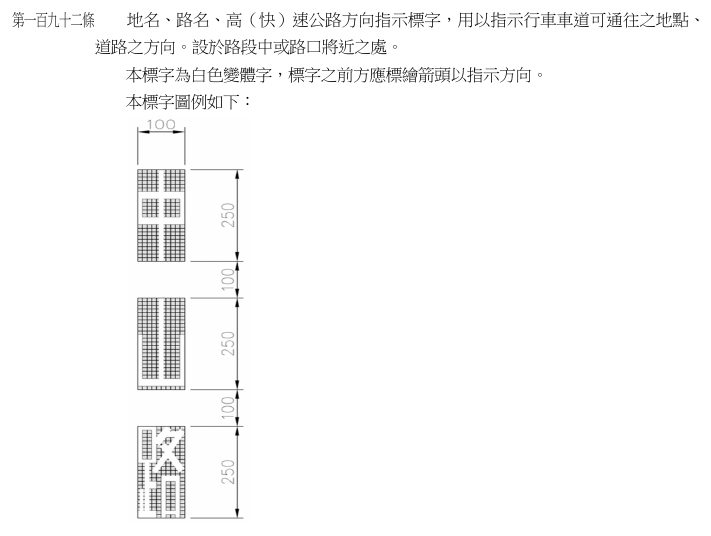 第一百九十二條　　地名、路名、高（快）速公路方向指示標字，用以指示行車車道可通往之地點、
道路之方向。設於路段中或路口將近之處。
本標字為白色變體字，標字之前方應標繪箭頭以指示方向。
本標字圖例如下：
100
250
100
250
100
250
中
山
路